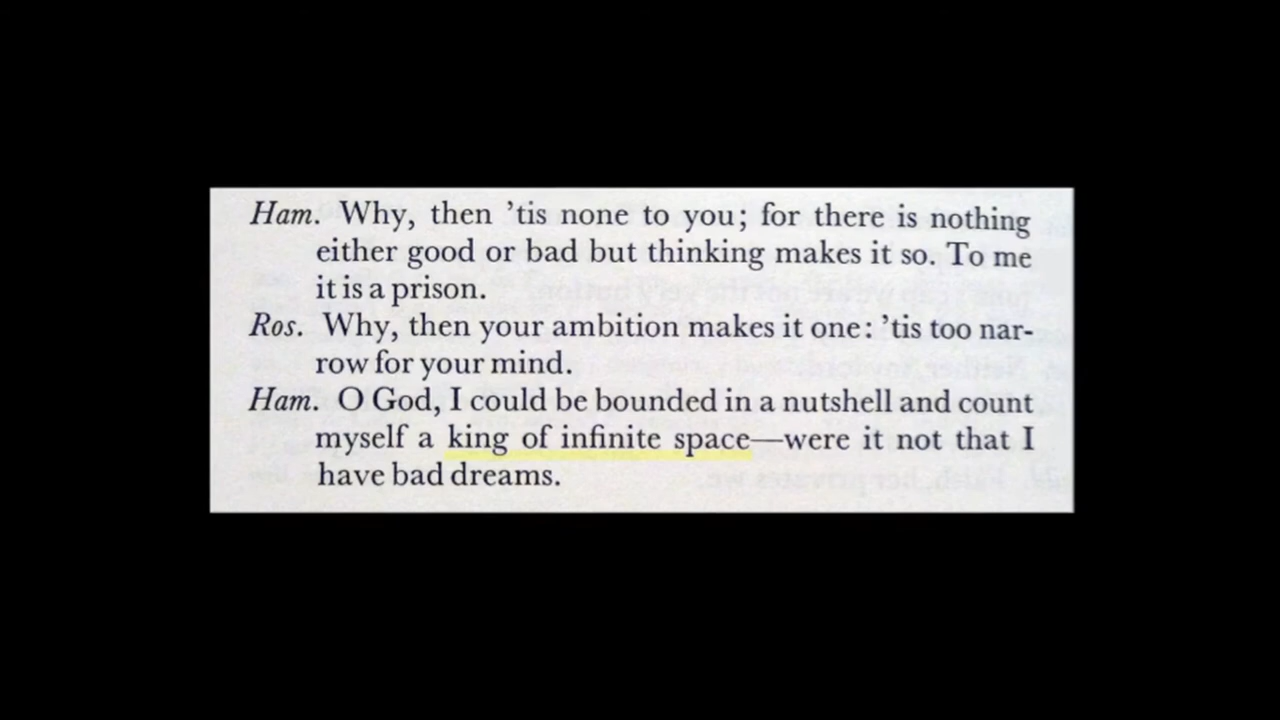 Ham. Why, then ’tis none to you; for there is nothing
either good or bad but thinking makes it so. To me
it is a prison.
Ros. Why, then your ambition makes it one: ’tis too nar-
row for your mind.
Ham. O God, I could be bounded in a nutshell and count
myself a king of infinite space—were it not that I
have bad dreams.